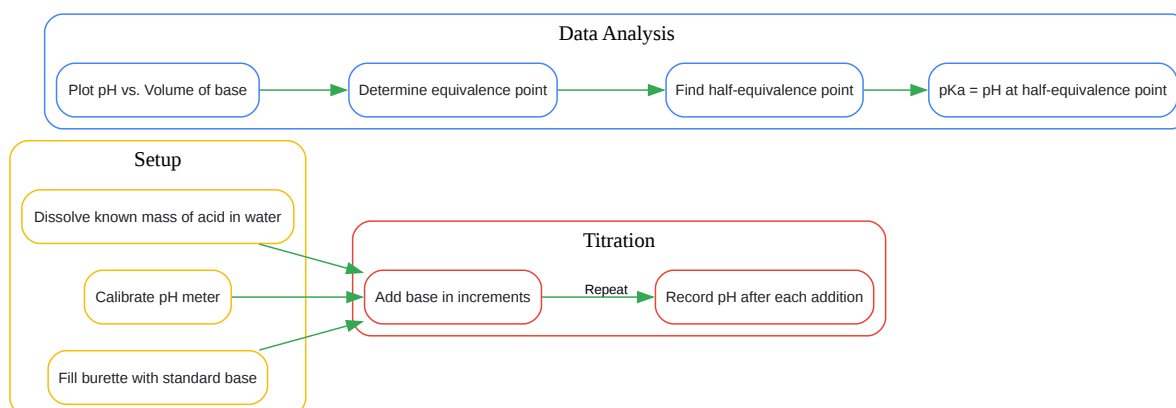 Data Analysis
Plot pH vs. Volume of base
Determine equivalence point
Find half-equivalence point
pKa = pH at half-equivalence point
Setup
Dissolve known mass of acid in water
Calibrate pH meter
Fill burette with standard base
Titration
Add base in increments
Repeat
Record pH after each addition